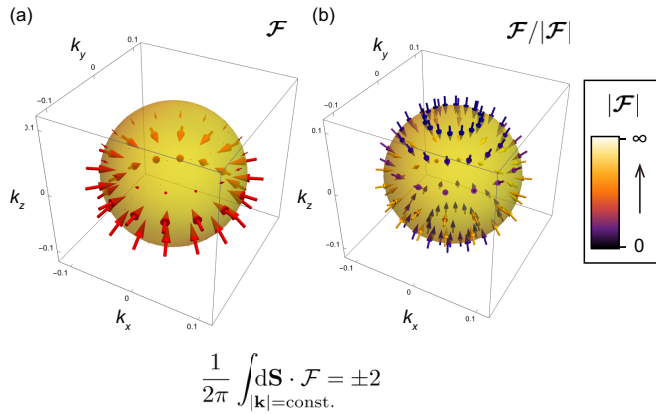 (a)
𝓕
k_y
0.1
0
−0.1
0.1
k_z
0
−0.1
−0.1
0
0.1
k_x
(b)
𝓕/|𝓕|
k_y
0.1
0
−0.1
0.1
k_z
0
−0.1
−0.1
0
0.1
k_x
|𝓕|
∞
0
1/2π ∫_{|𝐤|=const.} d𝐒 · 𝓕 = ±2